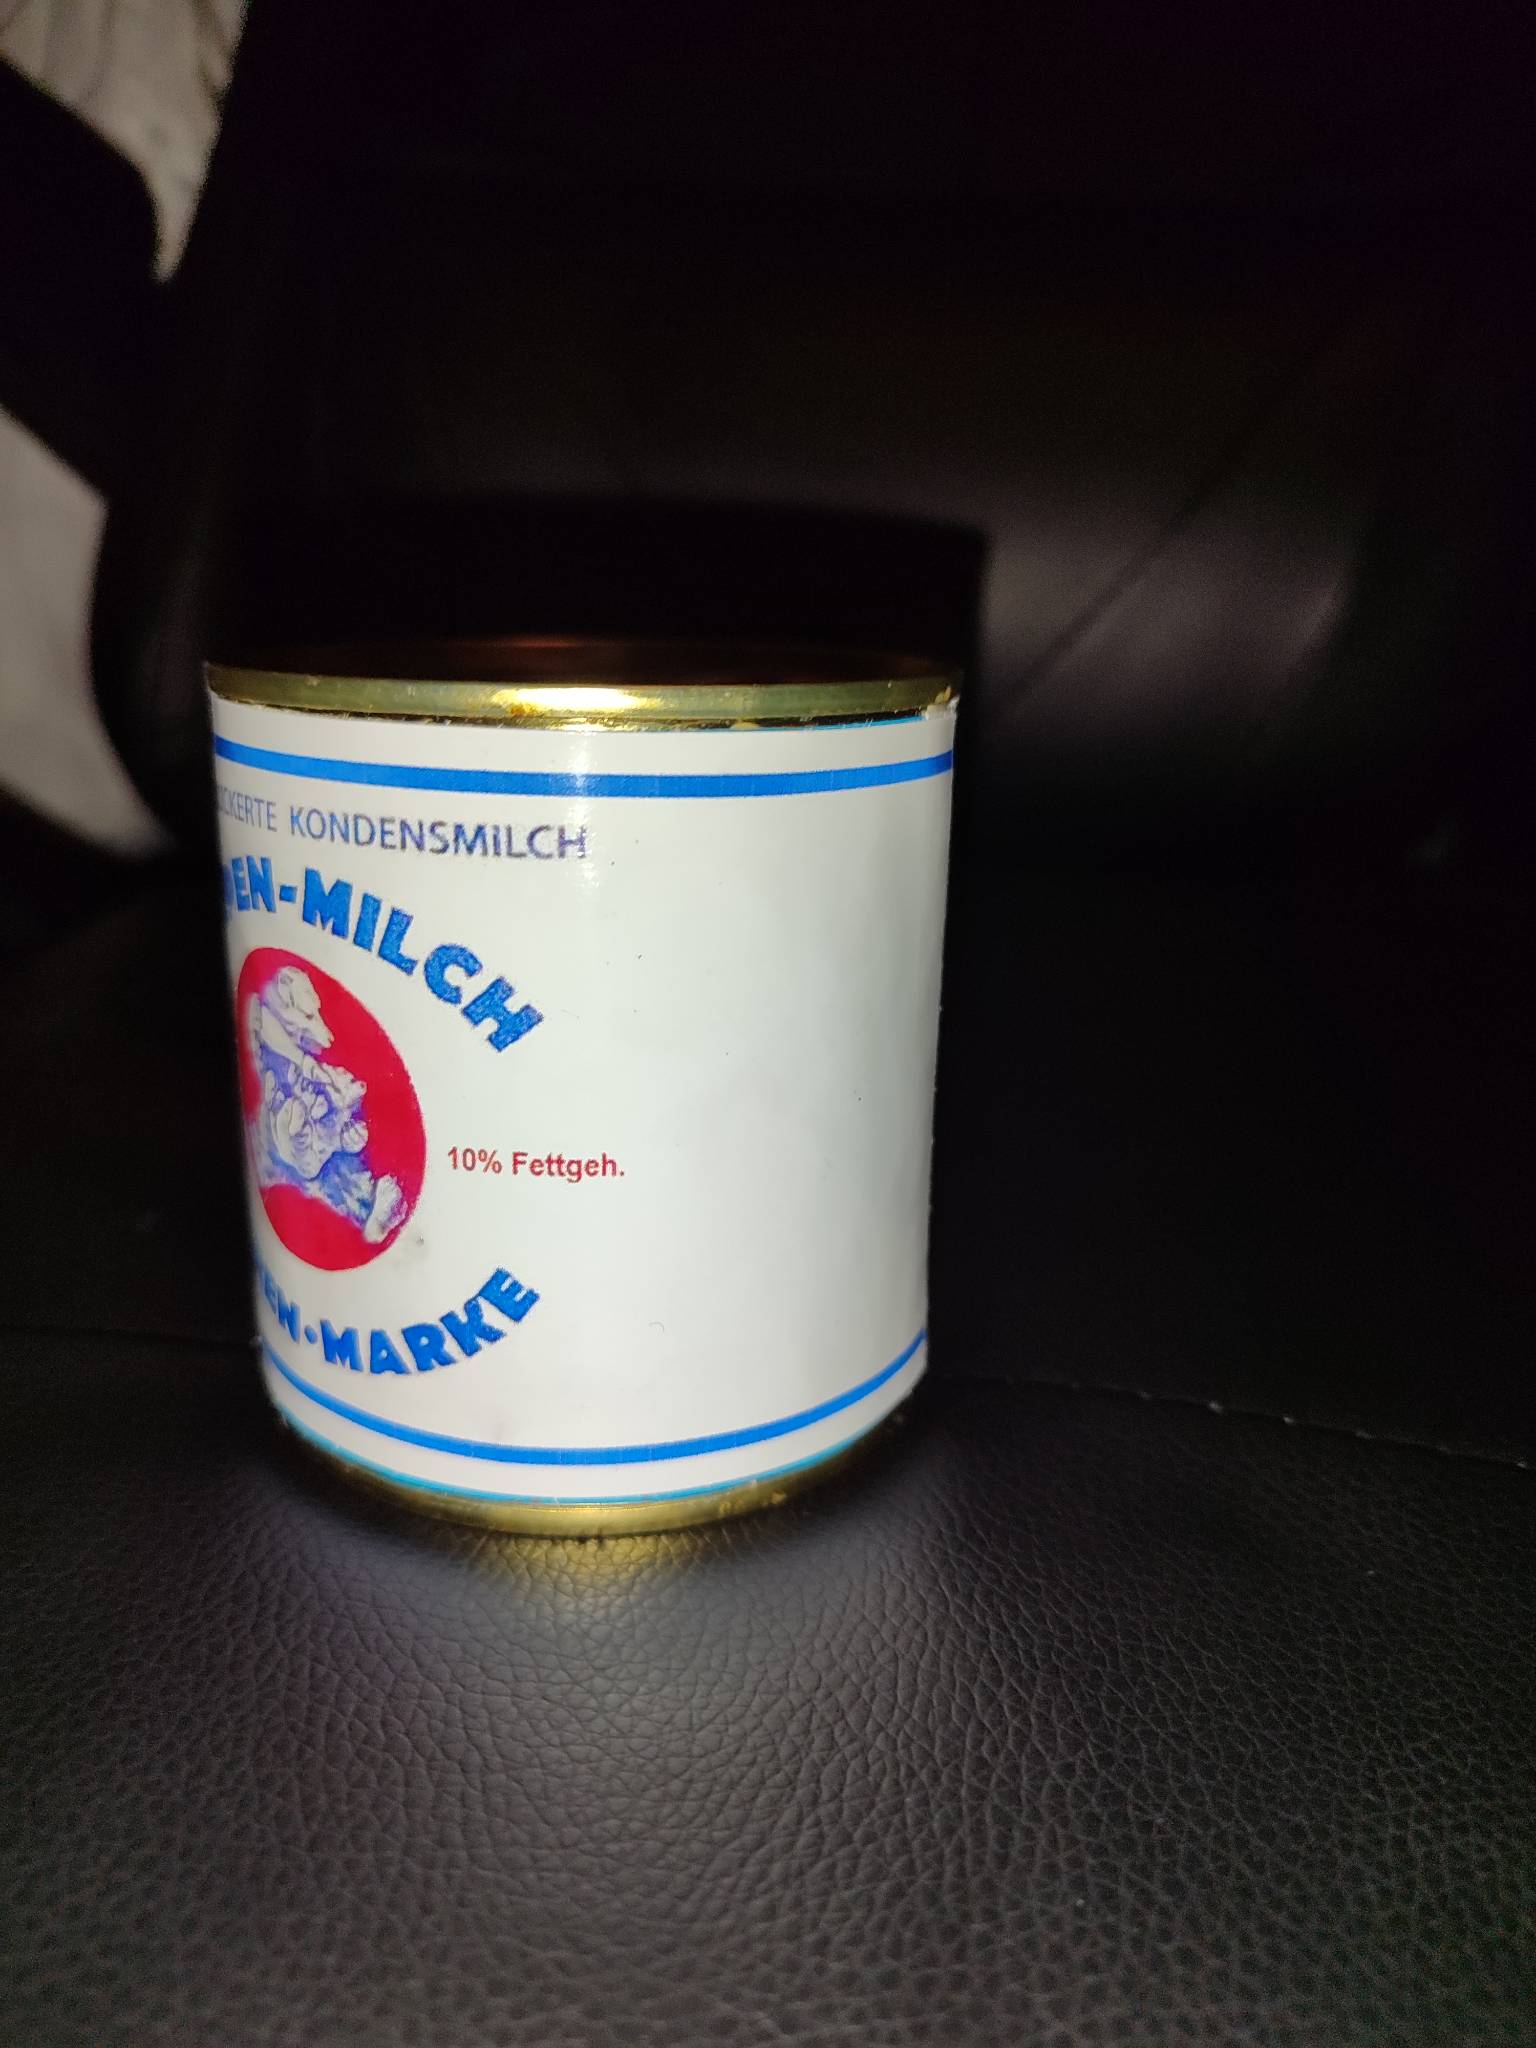 KONDENSMILCH
-MILCH
10% Fettgeh.
MARKE